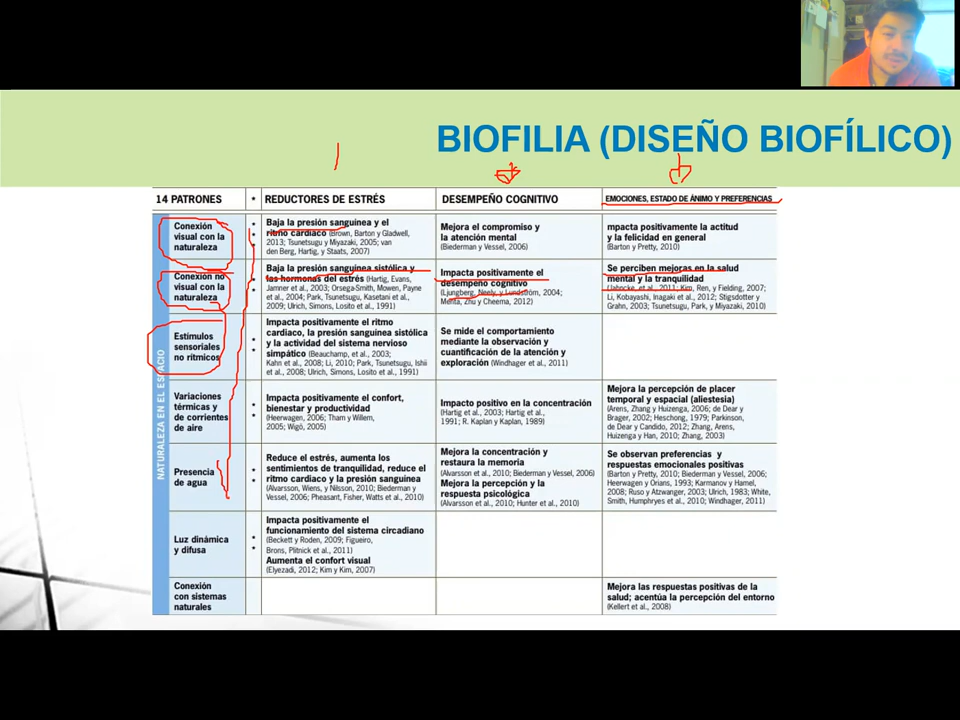 BIOFILIA (DISEÑO BIOFÍLICO)
14 PATRONES * REDUCTORES DE ESTRÉS DESEMPEÑO COGNITIVO EMOCIONES, ESTADO DE ÁNIMO Y PREFERENCIAS
NATURALEZA EN EL ESPACIO
Conexión
visual con la
naturaleza
* * *
Baja la presión sanguínea y el
ritmo cardiaco (Brown, Barton y Gladwell,
2013; Tsunetsugu y Miyazaki, 2005; van
den Berg, Hartig, y Staats, 2007)
Mejora el compromiso y
la atención mental
(Biederman y Vessel, 2006)
mpacta positivamente la actitud
y la felicidad en general
(Barton y Pretty, 2010)
Conexión no
visual con la
naturaleza
* *
Baja la presión sanguínea sistólica y
las hormonas del estrés (Hartig, Evans,
Jamner et al., 2003; Orsega-Smith, Mowen, Payne
et al., 2004; Park, Tsunetsugu, Kasetani et al.,
2009; Ulrich, Simons, Losito et al., 1991)
Impacta positivamente el
desempeño cognitivo
(Ljungberg, Neely, y Lundström, 2004;
Mehta, Zhu y Cheema, 2012)
Se perciben mejoras en la salud
mental y la tranquilidad
(Jahncke et al., 2011; Kim, Ren, y Fielding, 2007;
Li, Kobayashi, Inagaki et al., 2012; Stigsdotter y
Grahn, 2003; Tsunetsugu, Park, y Miyazaki, 2010)
Estímulos
sensoriales
no rítmicos
* *
Impacta positivamente el ritmo
cardiaco, la presión sanguínea sistólica
y la actividad del sistema nervioso
simpático (Beauchamp, et al., 2003;
Kahn et al., 2008; Li, 2010; Park, Tsunetsugu, Ishii
et al., 2008; Ulrich, Simons, Losito et al., 1991)
Se mide el comportamiento
mediante la observación y
cuantificación de la atención y
exploración (Windhager et al., 2011)
Variaciones
térmicas y
de corrientes
de aire
* *
Impacta positivamente el confort,
bienestar y productividad
(Heerwagen, 2006; Tham y Willem,
2005; Wigö, 2005)
Impacto positivo en la concentración
(Hartig et al., 2003; Hartig et al.,
1991; R. Kaplan y Kaplan, 1989)
Mejora la percepción de placer
temporal y espacial (aliestesia)
(Arens, Zhang y Huizenga, 2006; de Dear y
Brager, 2002; Heschong, 1979; Parkinson,
de Dear y Candido, 2012; Zhang, Arens,
Huizenga y Han, 2010; Zhang, 2003)
Presencia
de agua
* *
Reduce el estrés, aumenta los
sentimientos de tranquilidad, reduce el
ritmo cardiaco y la presión sanguínea
(Alvarsson, Wiens, y Nilsson, 2010; Biederman y
Vessel, 2006; Pheasant, Fisher, Watts et al., 2010)
Mejora la concentración y
restaura la memoria
(Alvarsson et al., 2010; Biederman y Vessel, 2006)
Mejora la percepción y la
respuesta psicológica
(Alvarsson et al., 2010; Hunter et al., 2010)
Se observan preferencias y
respuestas emocionales positivas
(Barton y Pretty, 2010; Biederman y Vessel, 2006;
Heerwagen y Orians, 1993; Karmanov y Hamel,
2008; Ruso y Atzwanger, 2003; Ulrich, 1983; White,
Smith, Humphryes et al., 2010; Windhager, 2011)
Luz dinámica
y difusa
* *
Impacta positivamente el
funcionamiento del sistema circadiano
(Beckett y Roden, 2009; Figueiro,
Brons, Plitnick et al., 2011)
Aumenta el confort visual
(Elyezadi, 2012; Kim y Kim, 2007)
Conexión
con sistemas
naturales
Mejora las respuestas positivas de la
salud; acentúa la percepción del entorno
(Kellert et al., 2008)